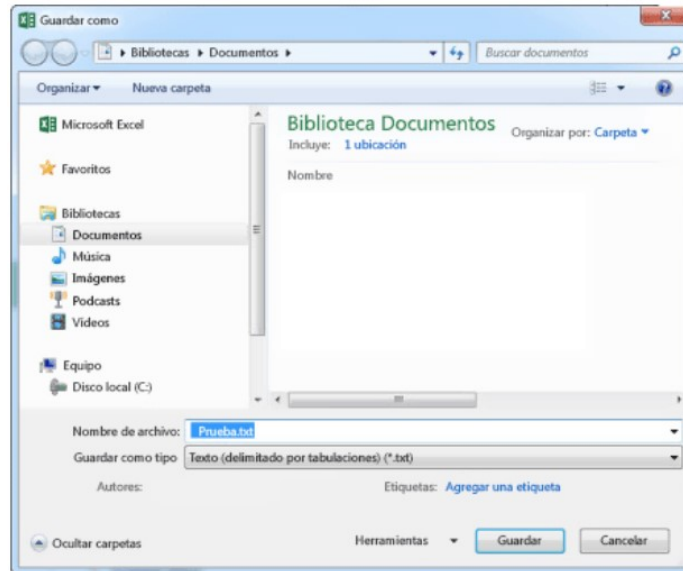 Guardar como
Bibliotecas Documentos
Buscar documentos
Organizar Nueva carpeta
Microsoft Excel
Favoritos
Bibliotecas
Documentos
Música
Imágenes
Podcasts
Vídeos
Equipo
Disco local (C:)
Biblioteca Documentos
Incluye: 1 ubicación
Organizar por: Carpeta
Nombre
Nombre de archivo: Prueba.txt
Guardar como tipo Texto (delimitado por tabulaciones) (*.txt)
Autores: Etiquetas: Agregar una etiqueta
Ocultar carpetas Herramientas Guardar Cancelar